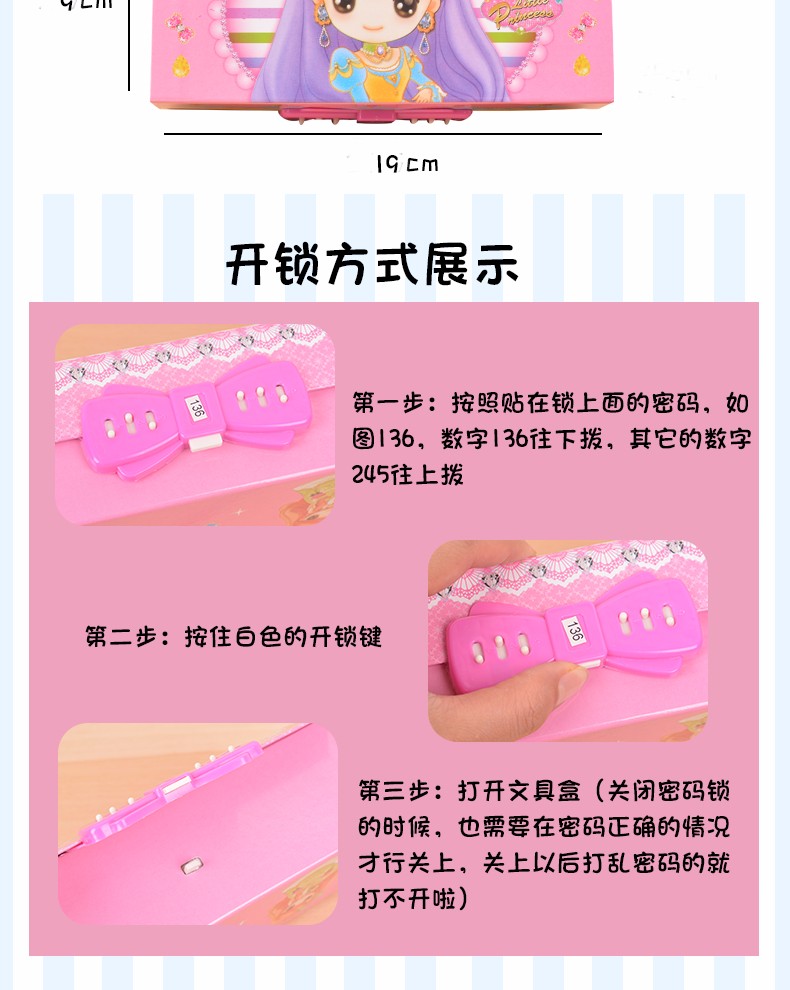 9cm
Little
Princess
19cm
开锁方式展示
136
第一步：按照贴在锁上面的密码，如
图136，数字136往下拨，其它的数字
245往上拨
第二步：按住白色的开锁键
136
第三步：打开文具盒（关闭密码锁
的时候，也需要在密码正确的情况
才行关上，关上以后打乱密码的就
打不开啦）